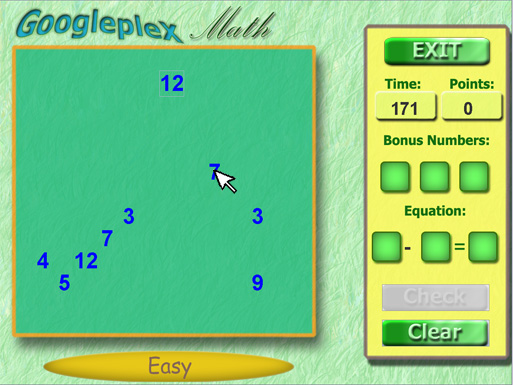 Googleplex Math
12
7
3
3
7
4
12
5
9
Easy
EXIT
Time: Points:
171 0
Bonus Numbers:
Equation:
- =
Check
Clear